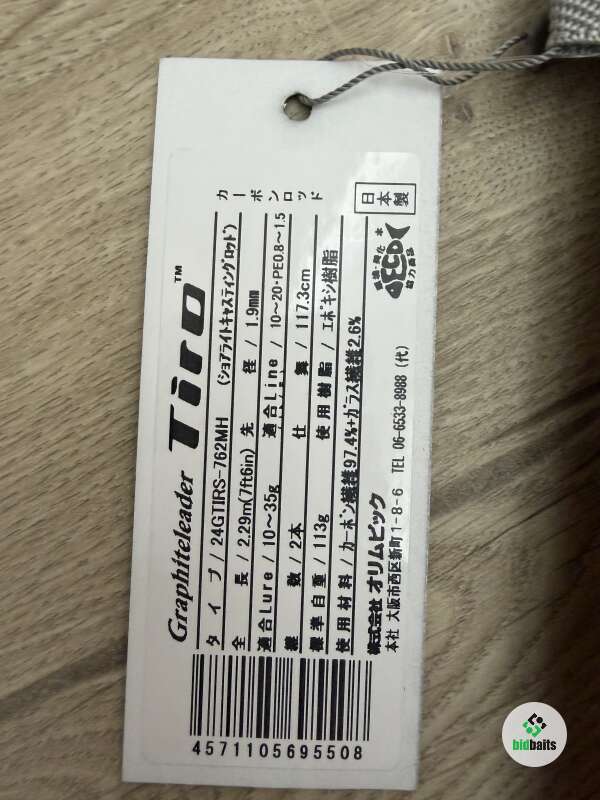 カーボンロッド
Graphiteleader Tiro™
タイプ / 24GTIRS-762MH (ショアライトキャスティングロッド)
全長 / 2.29m(7ft6in) 先径 / 1.9mm
適合Lure / 10〜35g 適合Line / 10〜20・PE0.8〜1.5
継数 / 2本 仕舞 / 117.3cm
標準自重 / 113g 使用樹脂 / エポキシ樹脂
使用材料 / カーボン繊維97.4%+ガラス繊維2.6%
日本製
株式会社 オリムピック
本社 大阪市西区新町1-8-6 TEL 06-6533-8988 (代)
4571105695508
bidbaits